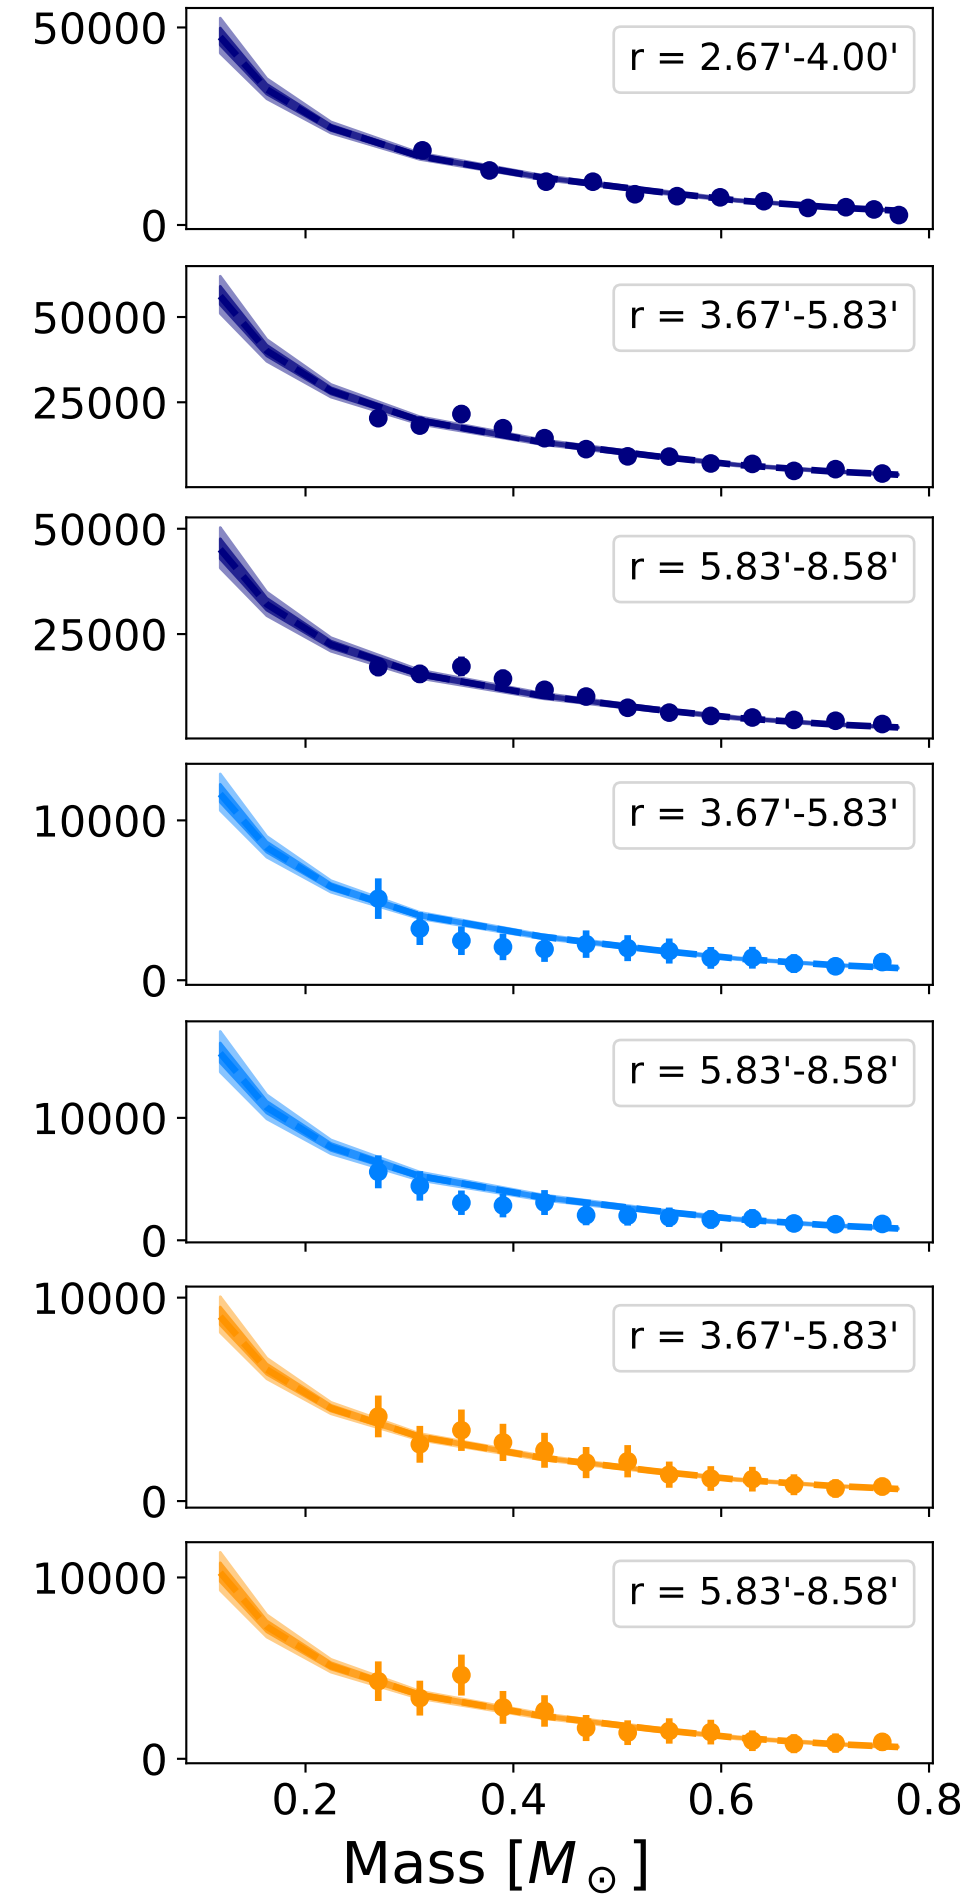 50000
r = 2.67'-4.00'
0
50000
r = 3.67'-5.83'
25000
50000
r = 5.83'-8.58'
25000
r = 3.67'-5.83'
10000
0
r = 5.83'-8.58'
10000
0
10000
r = 3.67'-5.83'
0
10000
r = 5.83'-8.58'
0
0.2 0.4 0.6 0.8
Mass [M⊙]